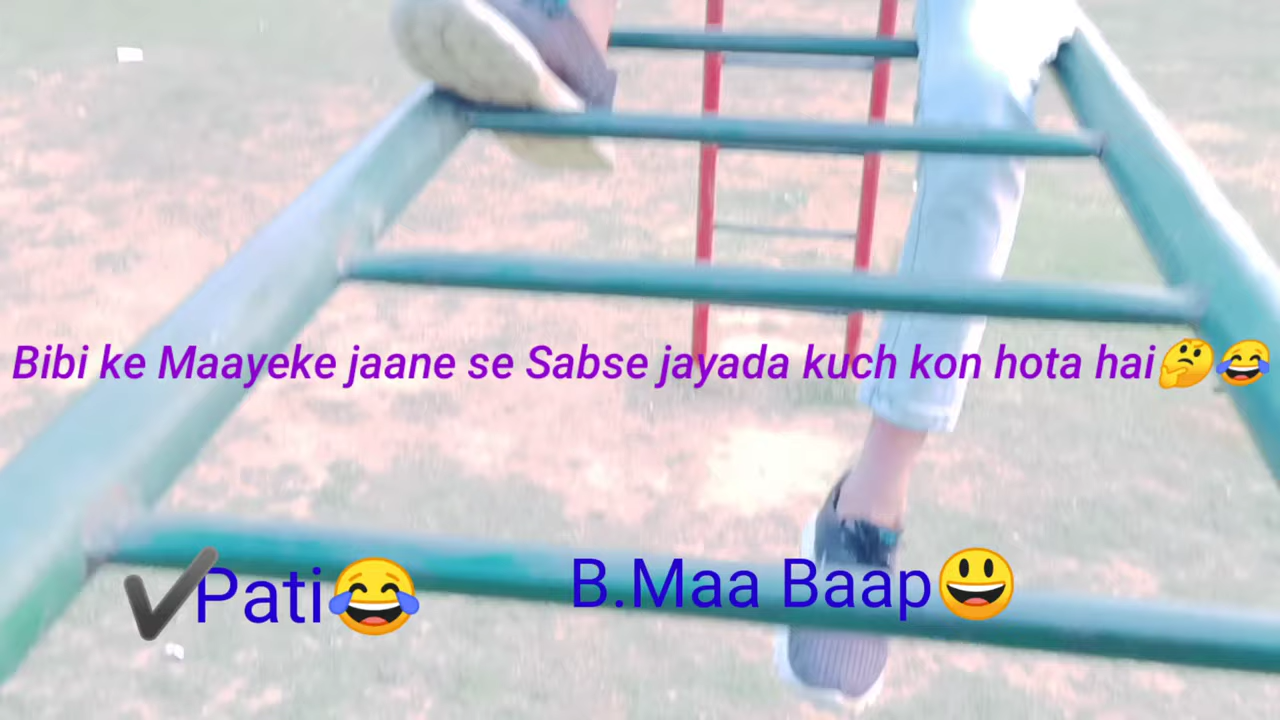 Bibi ke Maayeke jaane se Sabse jayada kuch kon hota hai🤔😂
✔Pati😂 B.Maa Baap😃